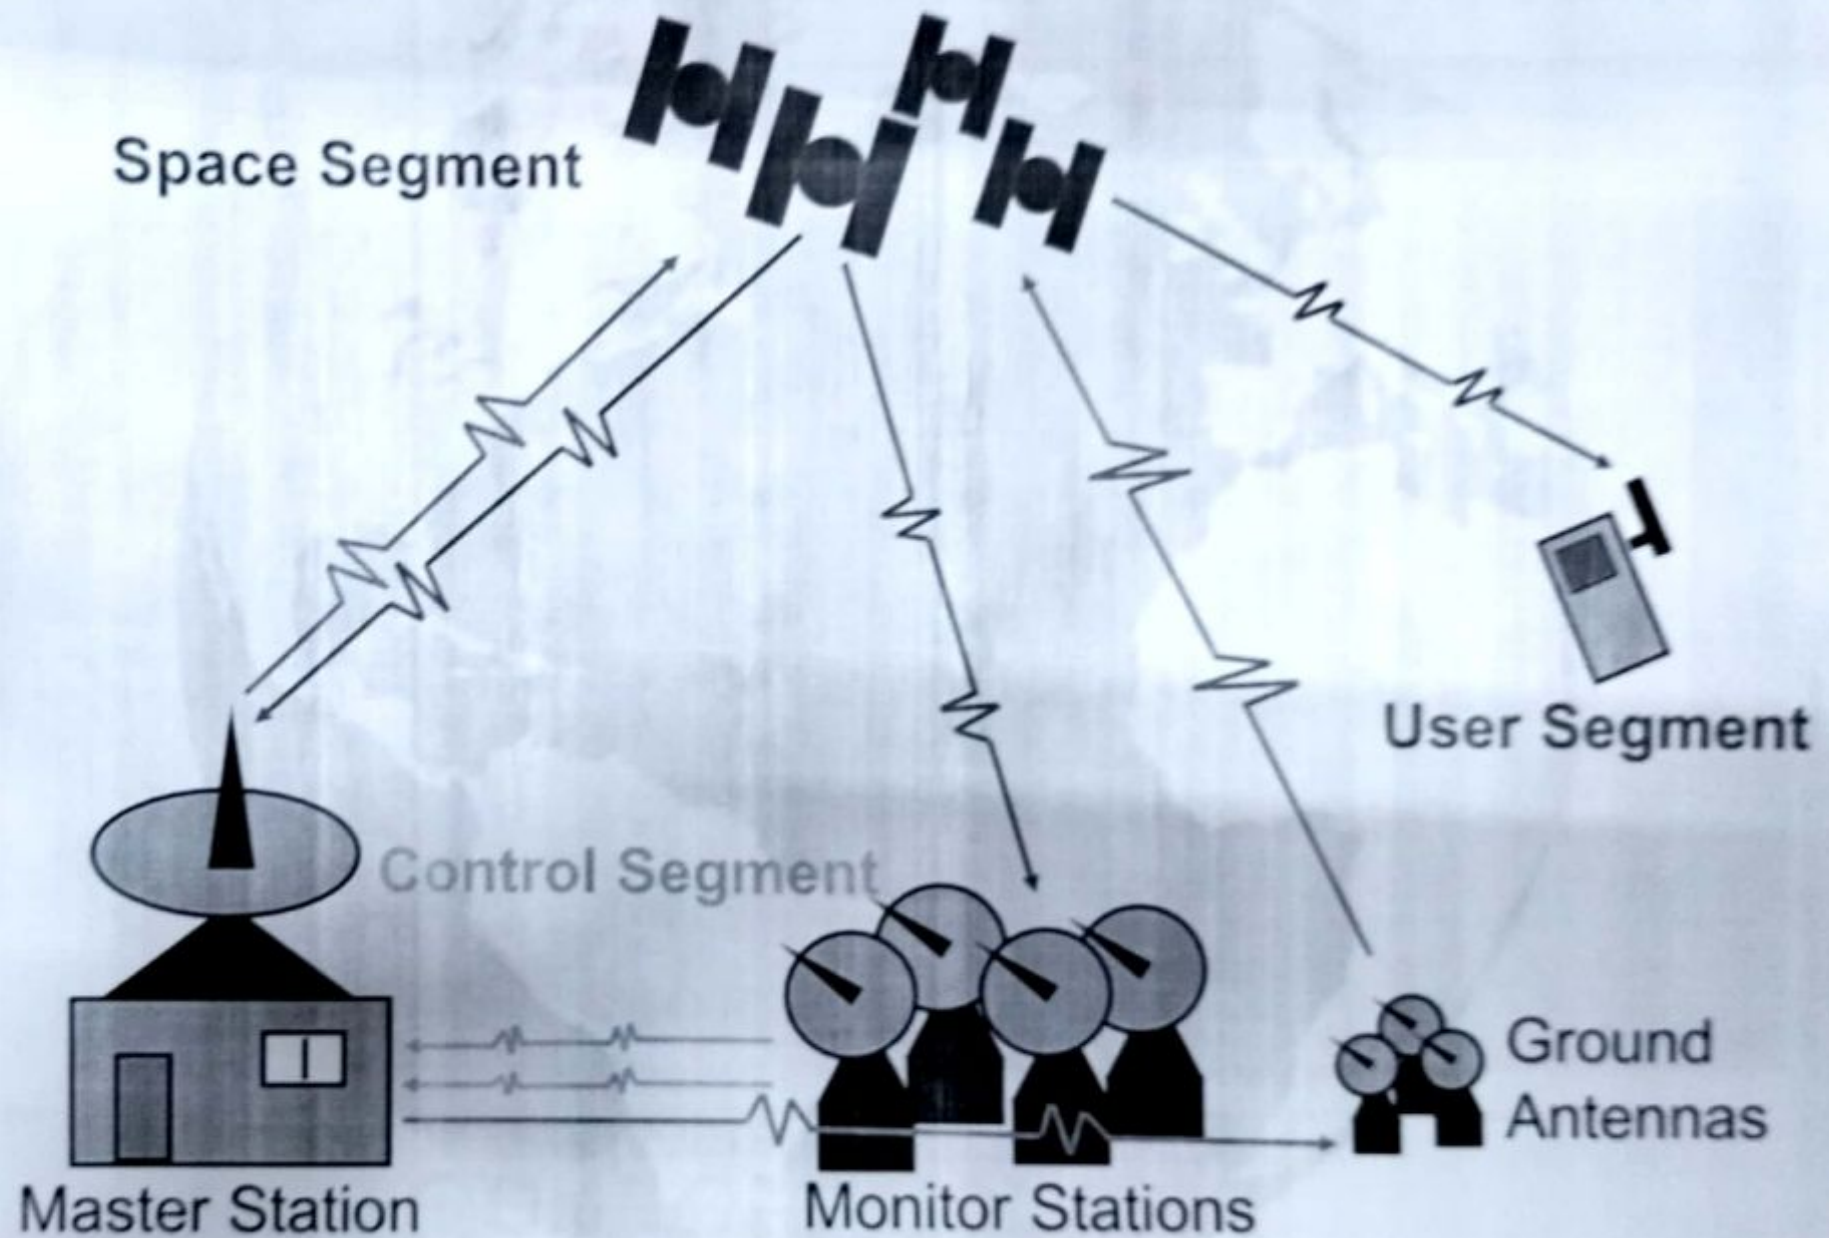 Space Segment
User Segment
Control Segment
Ground
Antennas
Master Station
Monitor Stations